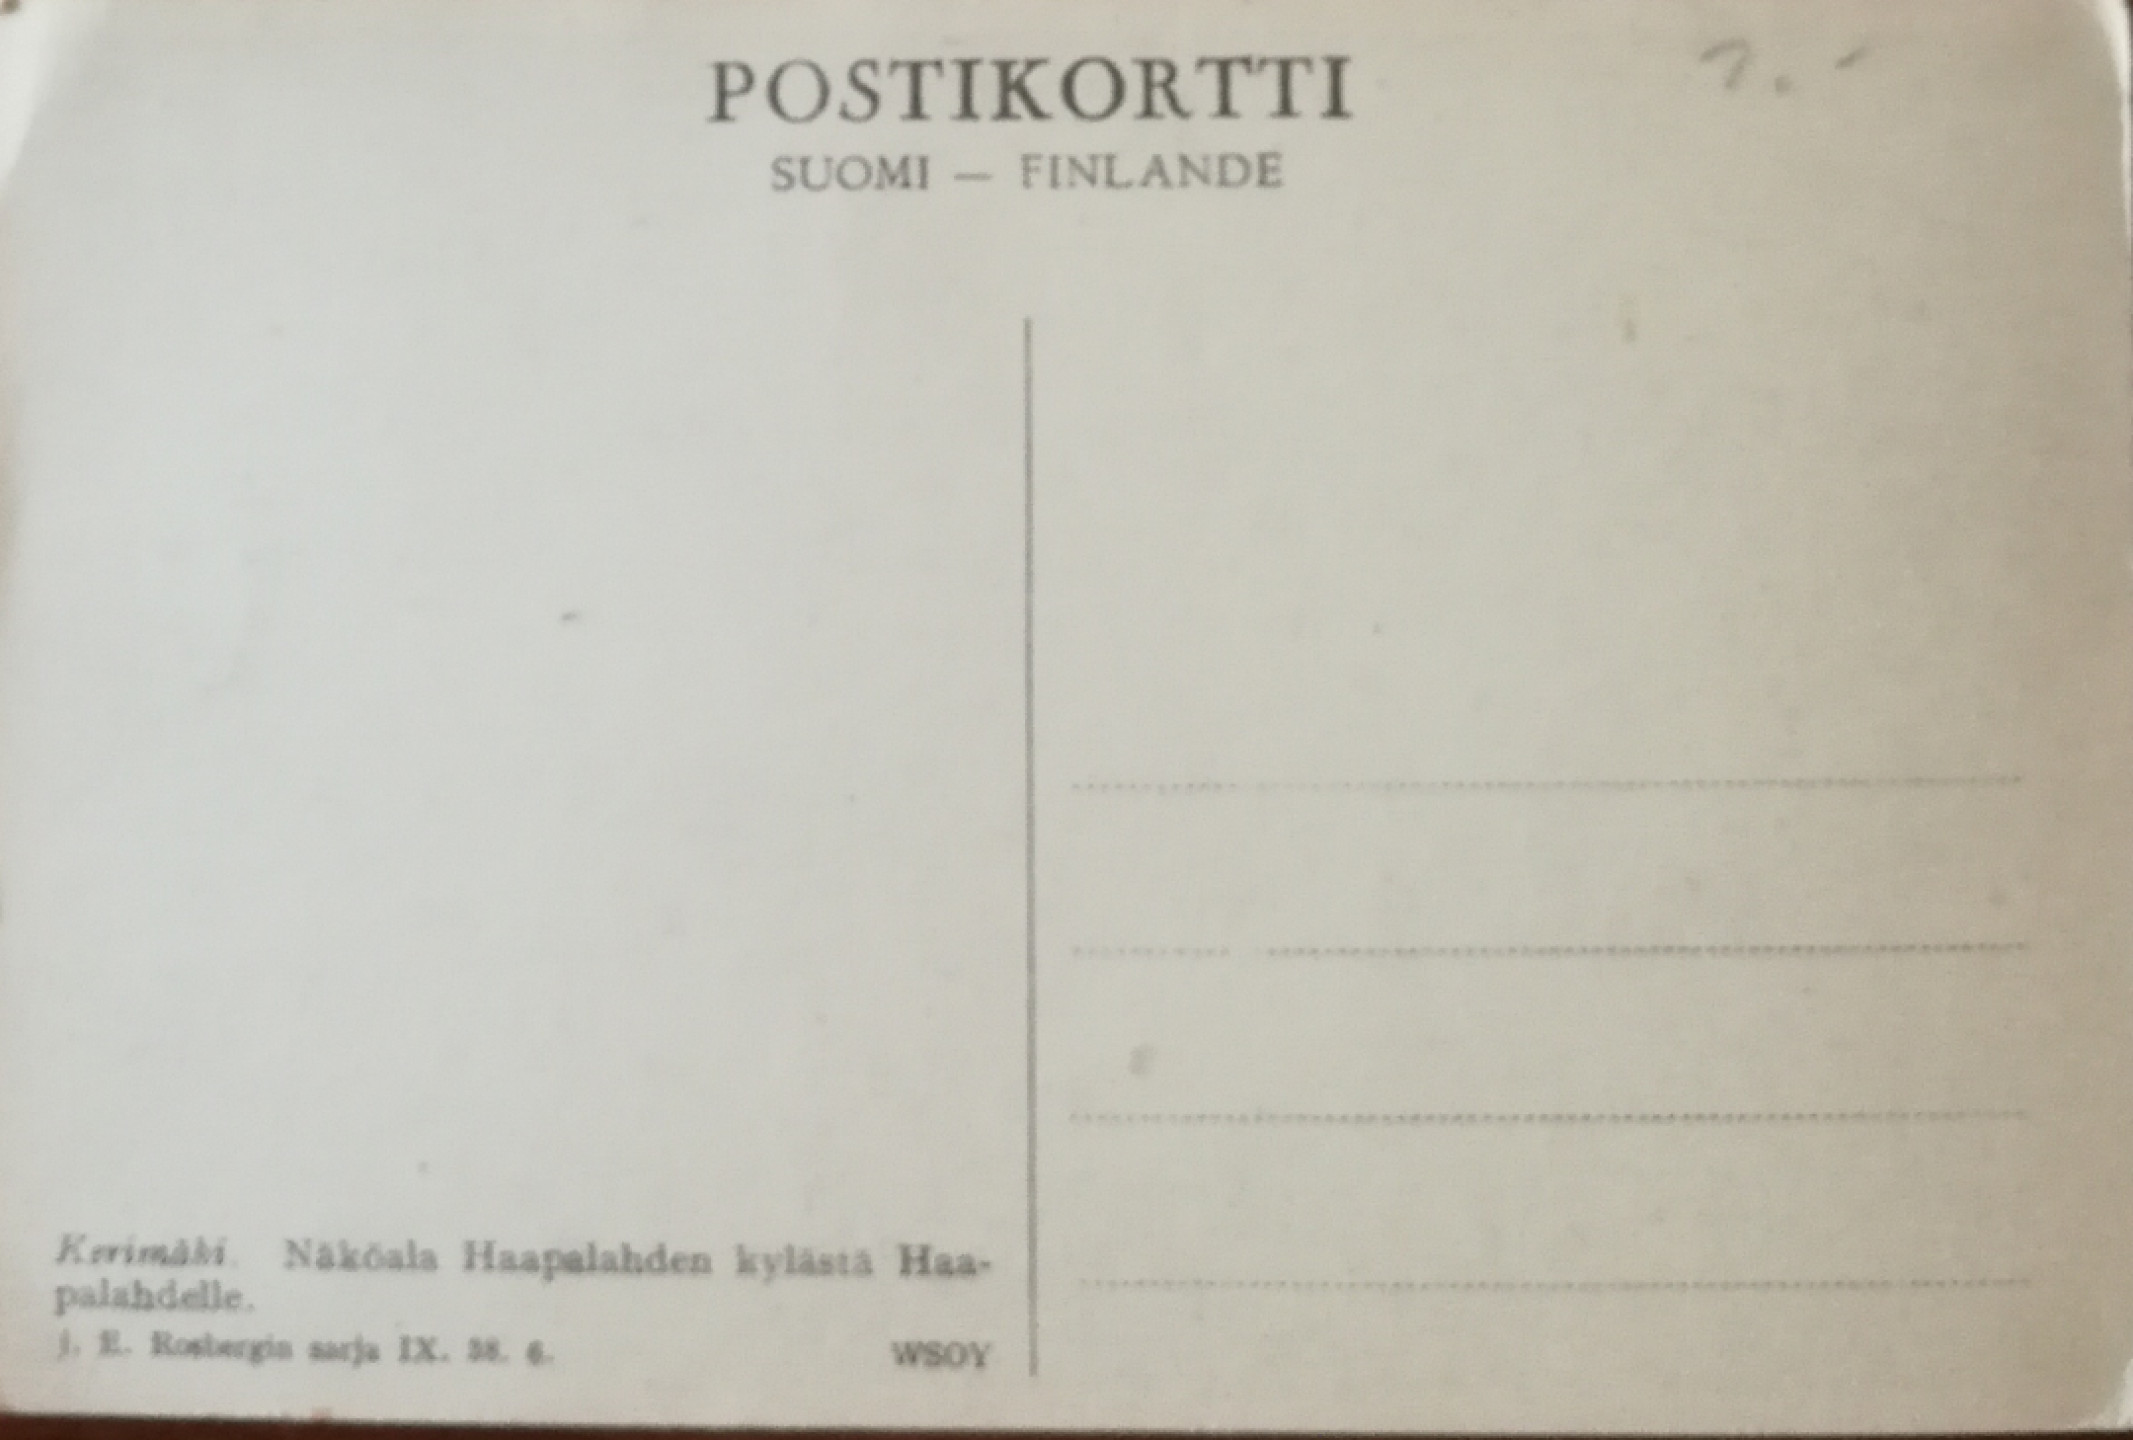 POSTIKORTTI
SUOMI — FINLANDE
Kerimäki. Näköala Haapalahden kylästä Haa-
palahdelle.
J. E. Rosbergin sarja IX. 38. 6.
WSOY